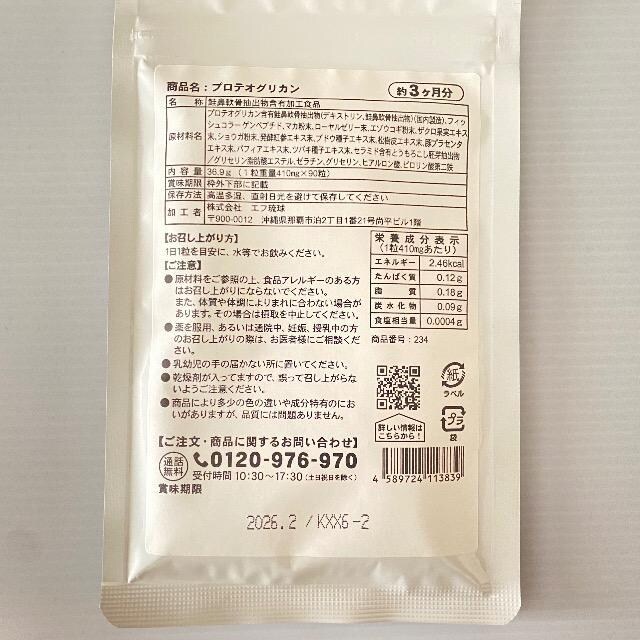 商品名：プロテオグリカン
約3ヶ月分
名 称 鮭鼻軟骨抽出物含有加工食品
原材料名 プロテオグリカン含有鮭鼻軟骨抽出物(デキストリン、鮭鼻軟骨抽出物)(国内製造)、フィッ
シュコラーゲンペプチド、マカ粉末、ローヤルゼリー末、エゾウコギ粉末、ザクロ果実エキス
末、ショウガ粉末、発酵紅参エキス末、ブドウ種子エキス末、松樹皮エキス末、豚プラセンタ
エキス末、パフィアエキス末、ツバキ種子エキス末、セラミド含有とうもろこし胚芽抽出物
／グリセリン脂肪酸エステル、ゼラチン、グリセリン、ヒアルロン酸、ピロリン酸第二鉄
内 容 量 36.9g（1粒重量410mg×90粒）
賞味期限 枠外下部に記載
保存方法 高温多湿、直射日光を避けて保存してください
加 工 者 株式会社 エフ琉球
〒900-0012 沖縄県那覇市泊2丁目1番21号尚平ビル1階
【お召し上がり方】
1日1粒を目安に、水等でお飲みください。
【ご注意】
●原材料をご参照の上、食品アレルギーのある方
はお召し上がりにならないでください。
また、体質や体調によりまれに合わない場合が
あります。その場合は摂取を中止してください。
●薬を服用、あるいは通院中、妊娠、授乳中の方
のお召し上がりの際は、お医者様にご相談ください。
●乳幼児の手の届かない所に置いてください。
●乾燥剤が入ってますので、誤って召し上がらな
いようご注意ください。
●商品により多少の色の違いや成分特有のにお
いがありますが、品質には問題ありません。
栄養成分表示
（1粒410mgあたり）
エネルギー 2.46kcal
たんぱく質 0.12g
脂 質 0.18g
炭水化物 0.09g
食塩相当量 0.0004g
商品番号：234
詳しい情報は
こちらから！
紙
ラベル
プラ
袋
【ご注文・商品に関するお問い合わせ】
通話
無料
0120-976-970
受付時間 10:30〜17:30（土日祝日を除く）
4 589724 113839
賞味期限
2026.2 / KXX6-2